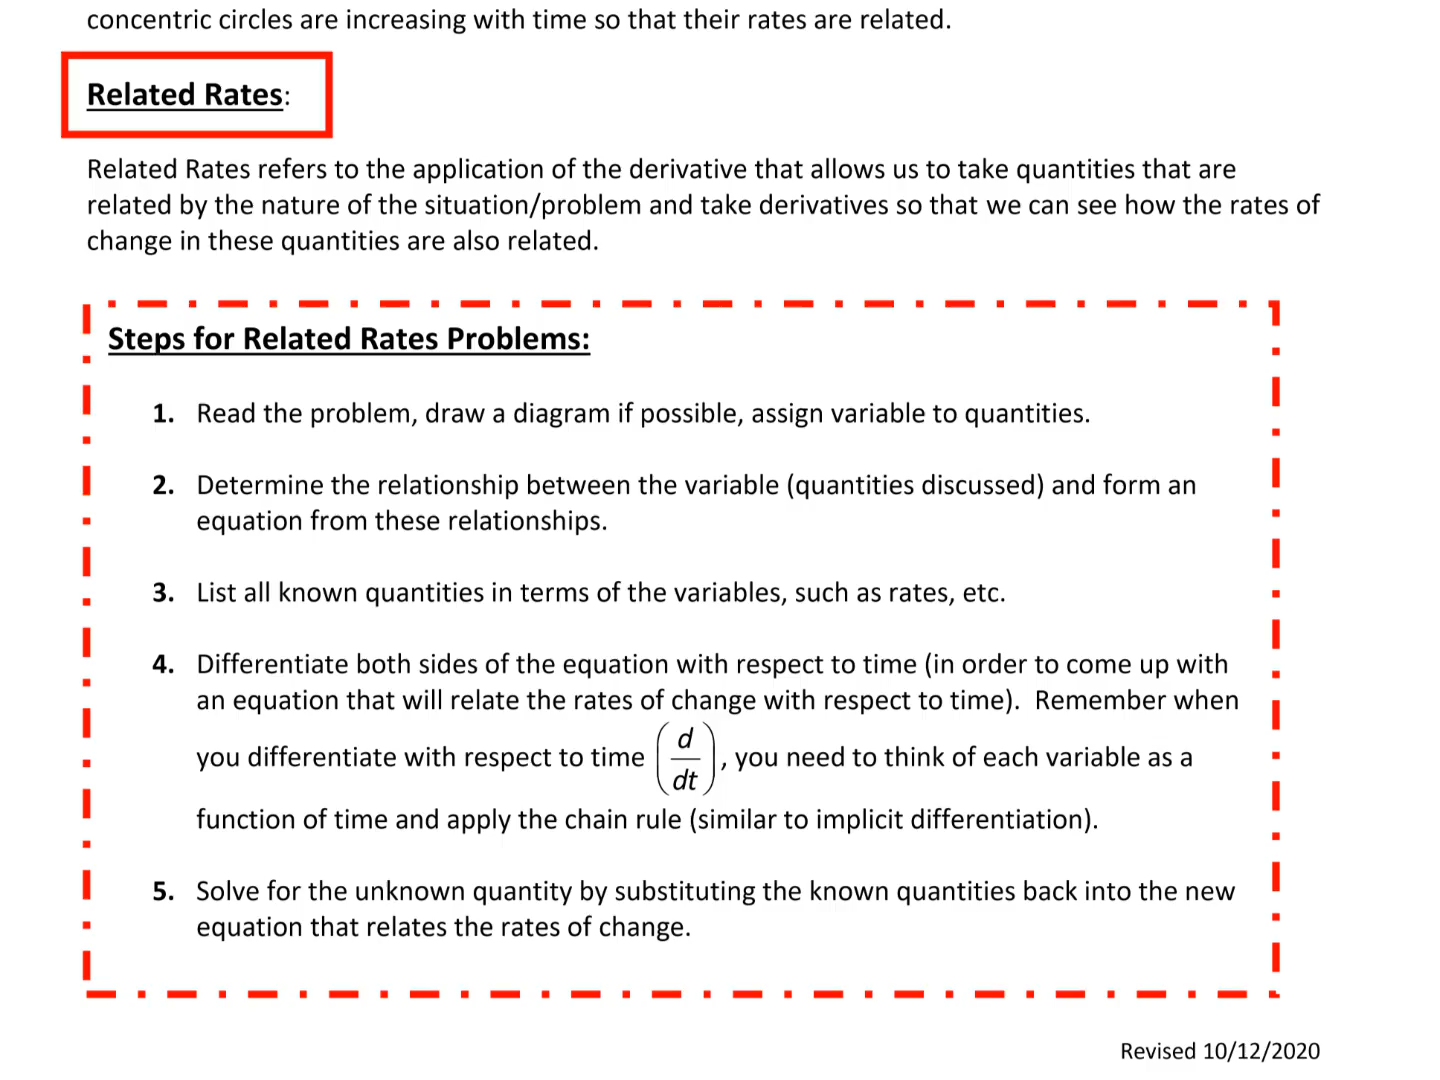 concentric circles are increasing with time so that their rates are related.
Related Rates:
Related Rates refers to the application of the derivative that allows us to take quantities that are
related by the nature of the situation/problem and take derivatives so that we can see how the rates of
change in these quantities are also related.
Steps for Related Rates Problems:
1. Read the problem, draw a diagram if possible, assign variable to quantities.
2. Determine the relationship between the variable (quantities discussed) and form an
equation from these relationships.
3. List all known quantities in terms of the variables, such as rates, etc.
4. Differentiate both sides of the equation with respect to time (in order to come up with
an equation that will relate the rates of change with respect to time). Remember when
you differentiate with respect to time (d/dt), you need to think of each variable as a
function of time and apply the chain rule (similar to implicit differentiation).
5. Solve for the unknown quantity by substituting the known quantities back into the new
equation that relates the rates of change.
Revised 10/12/2020